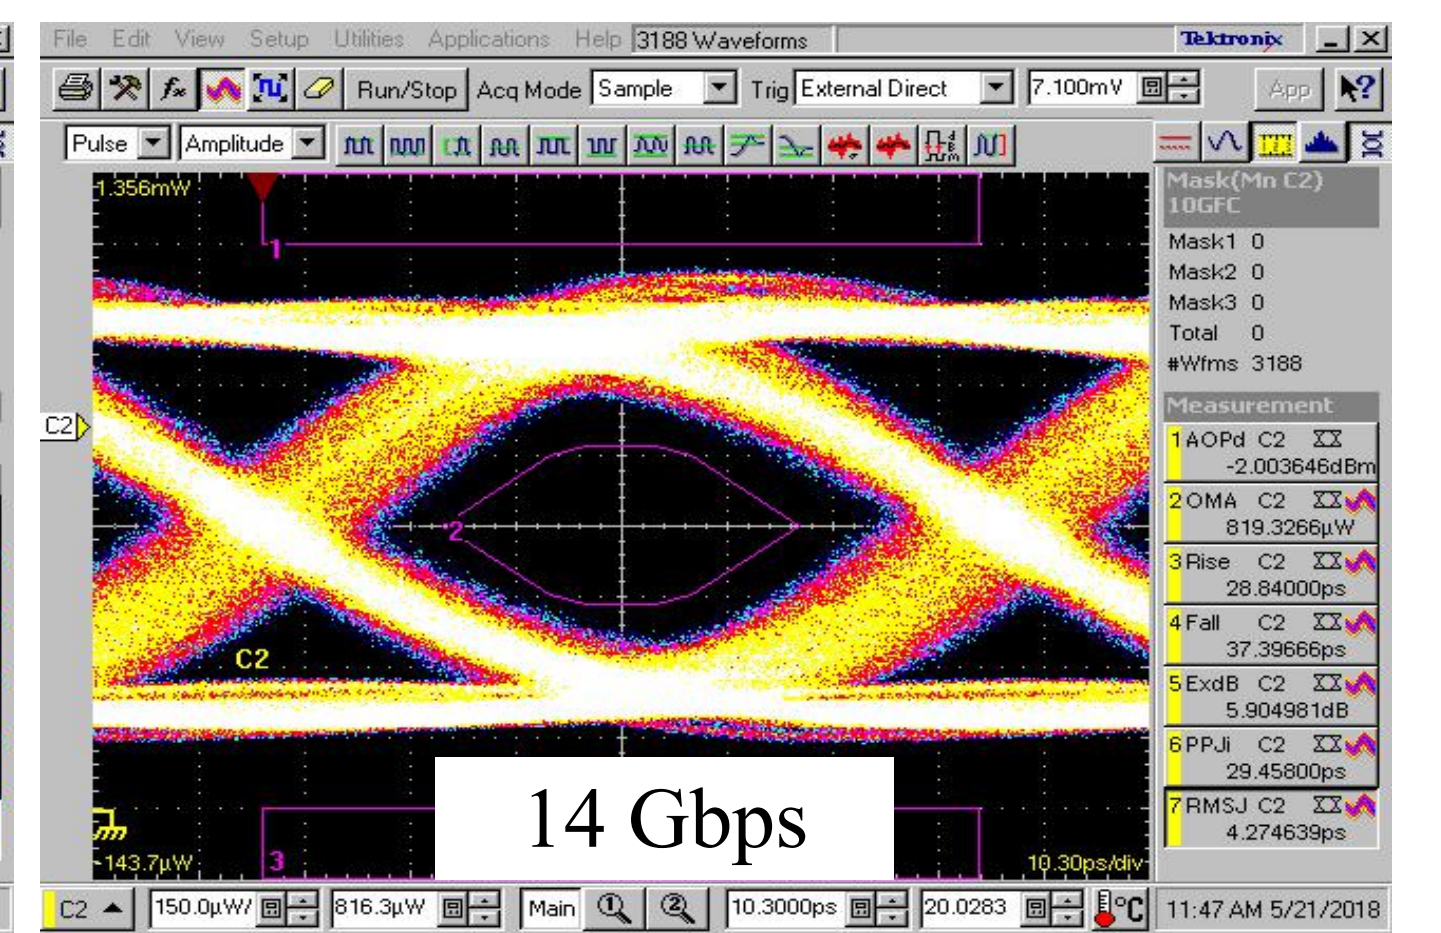 File Edit View Setup Utilities Applications Help 3188 Waveforms Tektronix
Run/Stop Acq Mode Sample Trig External Direct 7.100mV App
Pulse Amplitude
1.356mW
1
C2
2
C2
-143.7µW
3
10.30ps/div
14 Gbps
Mask(Mn C2)
10GFC
Mask1 0
Mask2 0
Mask3 0
Total 0
#Wfms 3188
Measurement
1 AOPd C2
-2.003646dBm
2 OMA C2
819.3266µW
3 Rise C2
28.84000ps
4 Fall C2
37.39666ps
5 ExdB C2
5.904981dB
6 PPJi C2
29.45800ps
7 RMSJ C2
4.274639ps
C2 150.0µW/ 816.3µW Main 1 2 10.3000ps 20.0283 °C 11:47 AM 5/21/2018